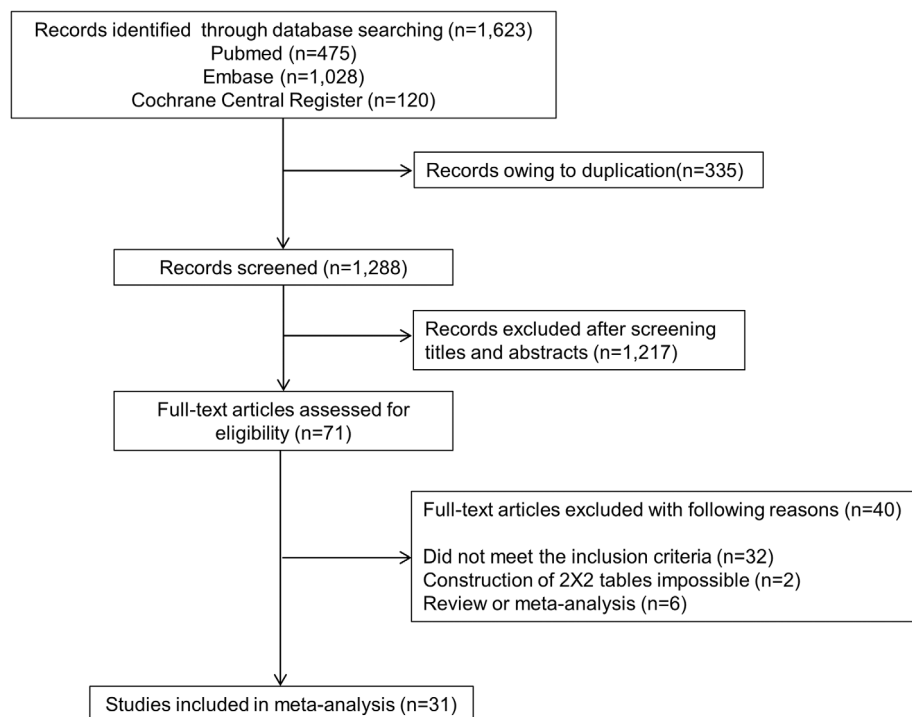 Records identified  through database searching (n=1,623)
Pubmed (n=475)
Embase (n=1,028)
Cochrane Central Register (n=120)
Records owing to duplication(n=335)
Records screened (n=1,288)
Records excluded after screening
titles and abstracts (n=1,217)
Full-text articles assessed for
eligibility (n=71)
Full-text articles excluded with following reasons (n=40)
Did not meet the inclusion criteria (n=32)
Construction of 2X2 tables impossible (n=2)
Review or meta-analysis (n=6)
Studies included in meta-analysis (n=31)